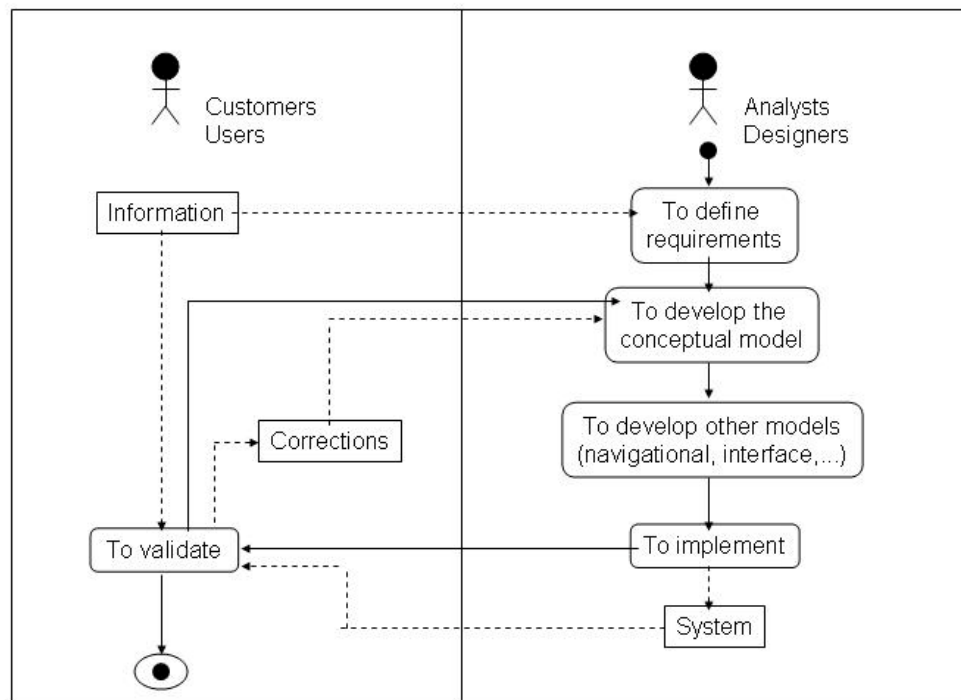 Customers
Users
Analysts
Designers
Information
To define
requirements
To develop the
conceptual model
Corrections
To develop other models
(navigational, interface,...)
To validate
To implement
System